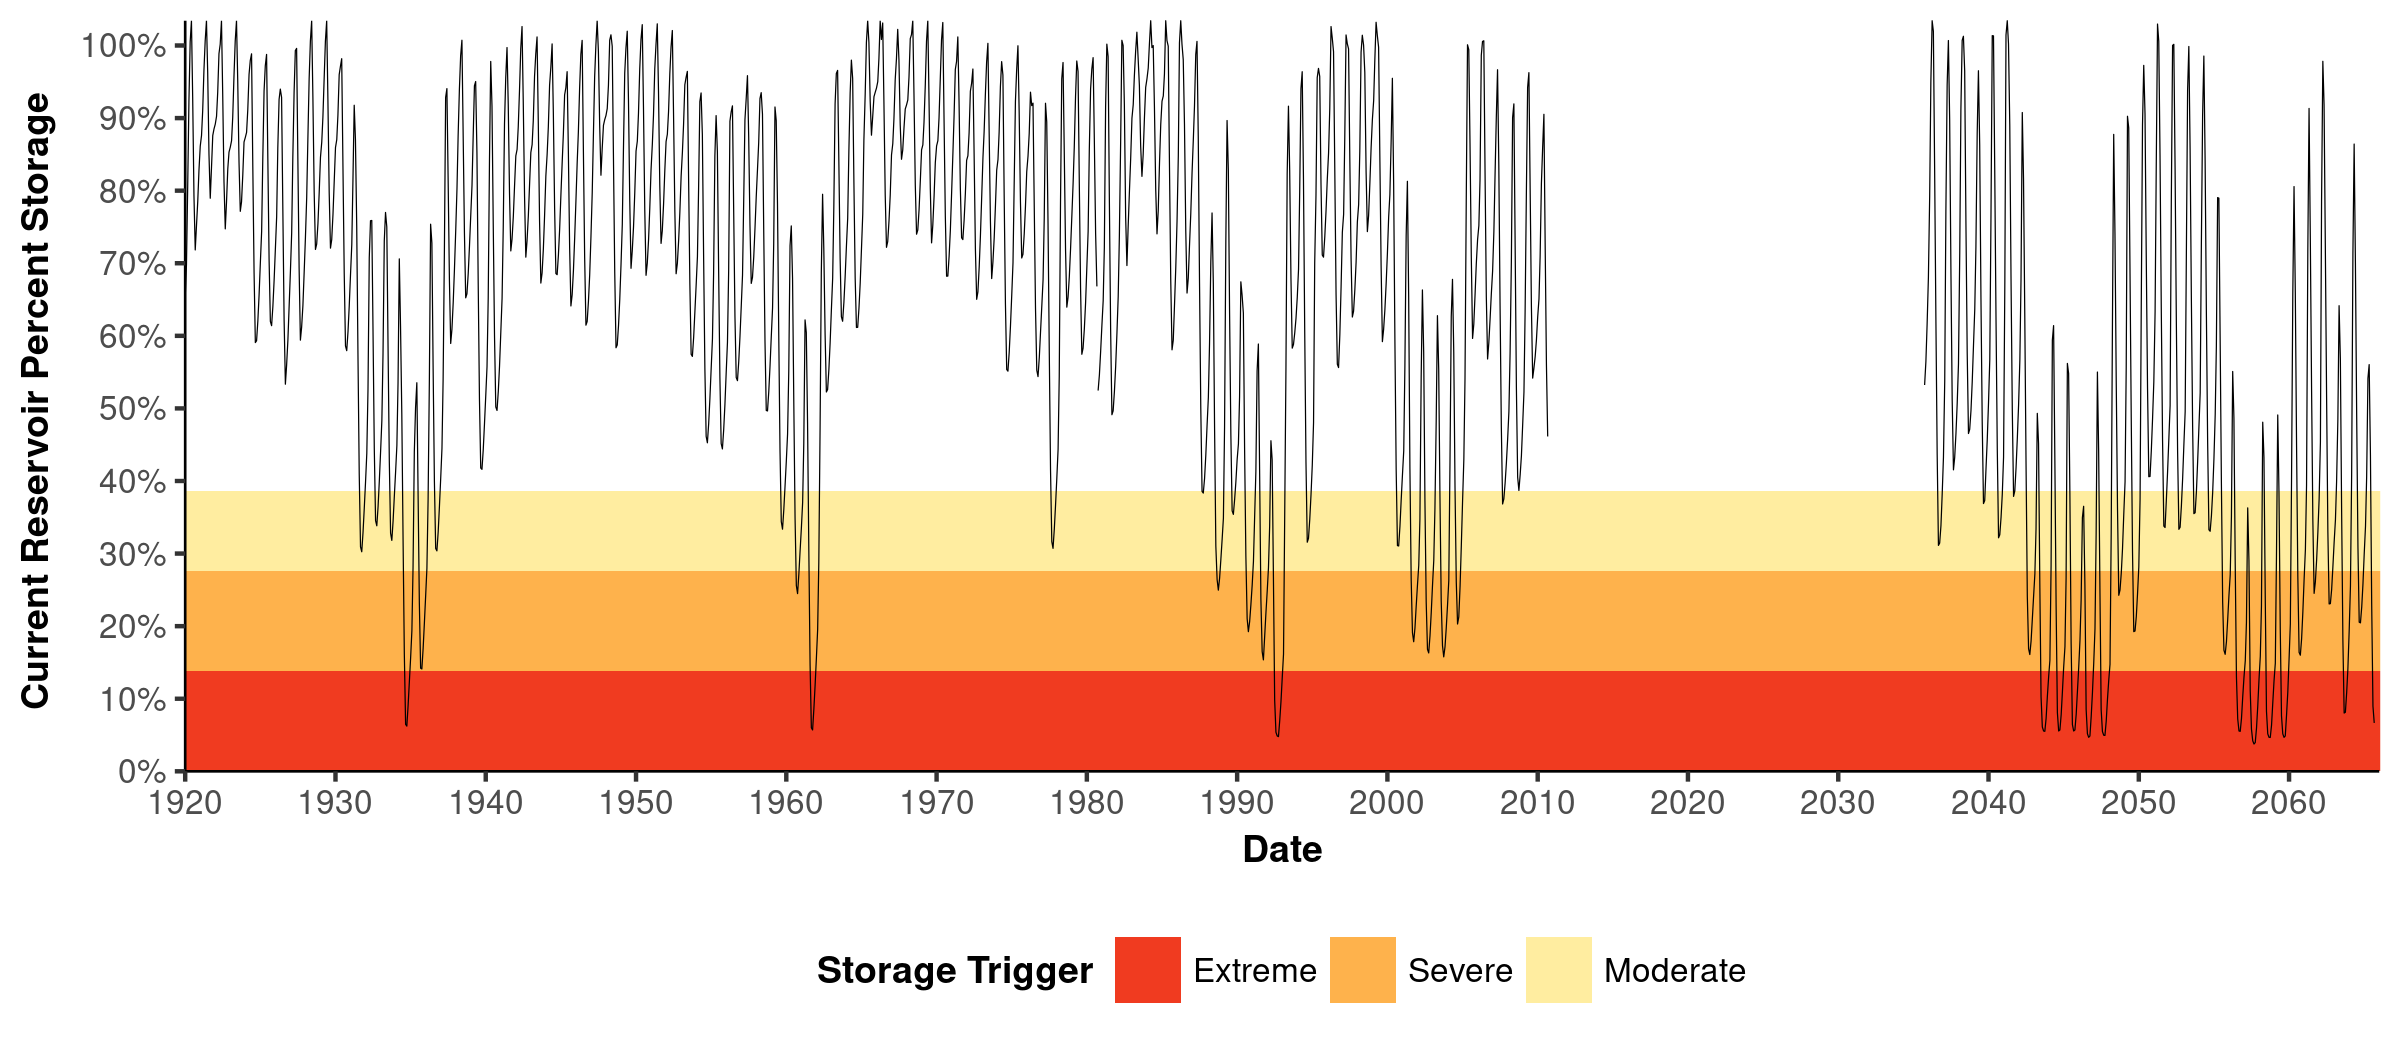 Current Reservoir Percent Storage
100%
90%
80%
70%
60%
50%
40%
30%
20%
10%
0%
1920 1930 1940 1950 1960 1970 1980 1990 2000 2010 2020 2030 2040 2050 2060
Date
Storage Trigger Extreme Severe Moderate